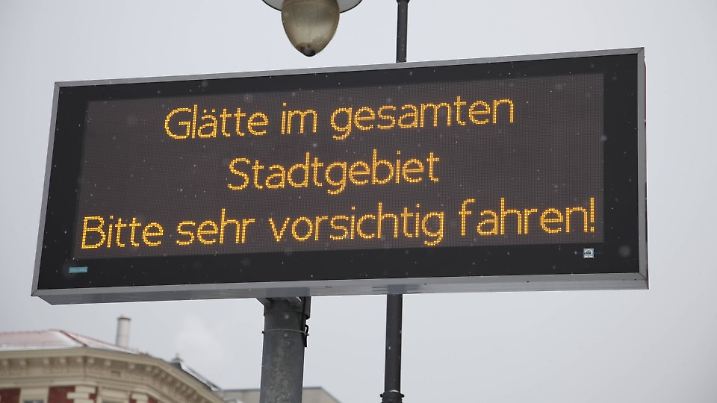 Glätte im gesamten
Stadtgebiet
Bitte sehr vorsichtig fahren!